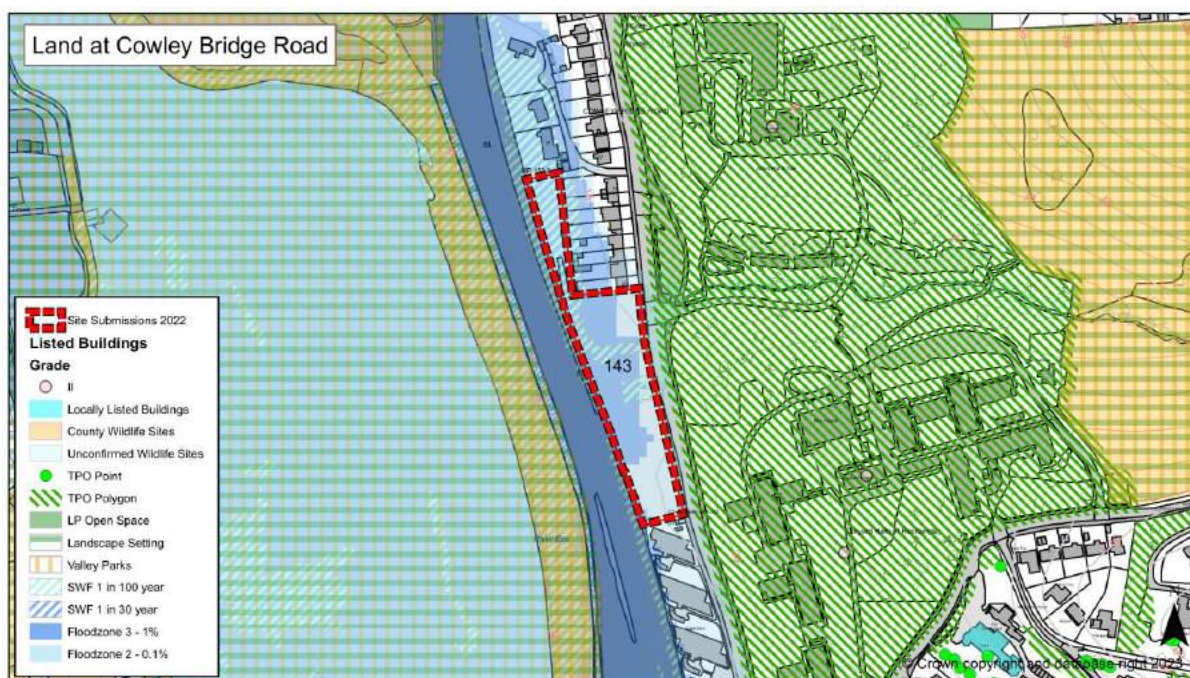 Land at Cowley Bridge Road
143
Site Submissions 2022
Listed Buildings
Grade
II
Locally Listed Buildings
County Wildlife Sites
Unconfirmed Wildlife Sites
TPO Point
TPO Polygon
LP Open Space
Landscape Setting
Valley Parks
SWF 1 in 100 year
SWF 1 in 30 year
Floodzone 3 - 1%
Floodzone 2 - 0.1%
© Crown copyright and database right 2023